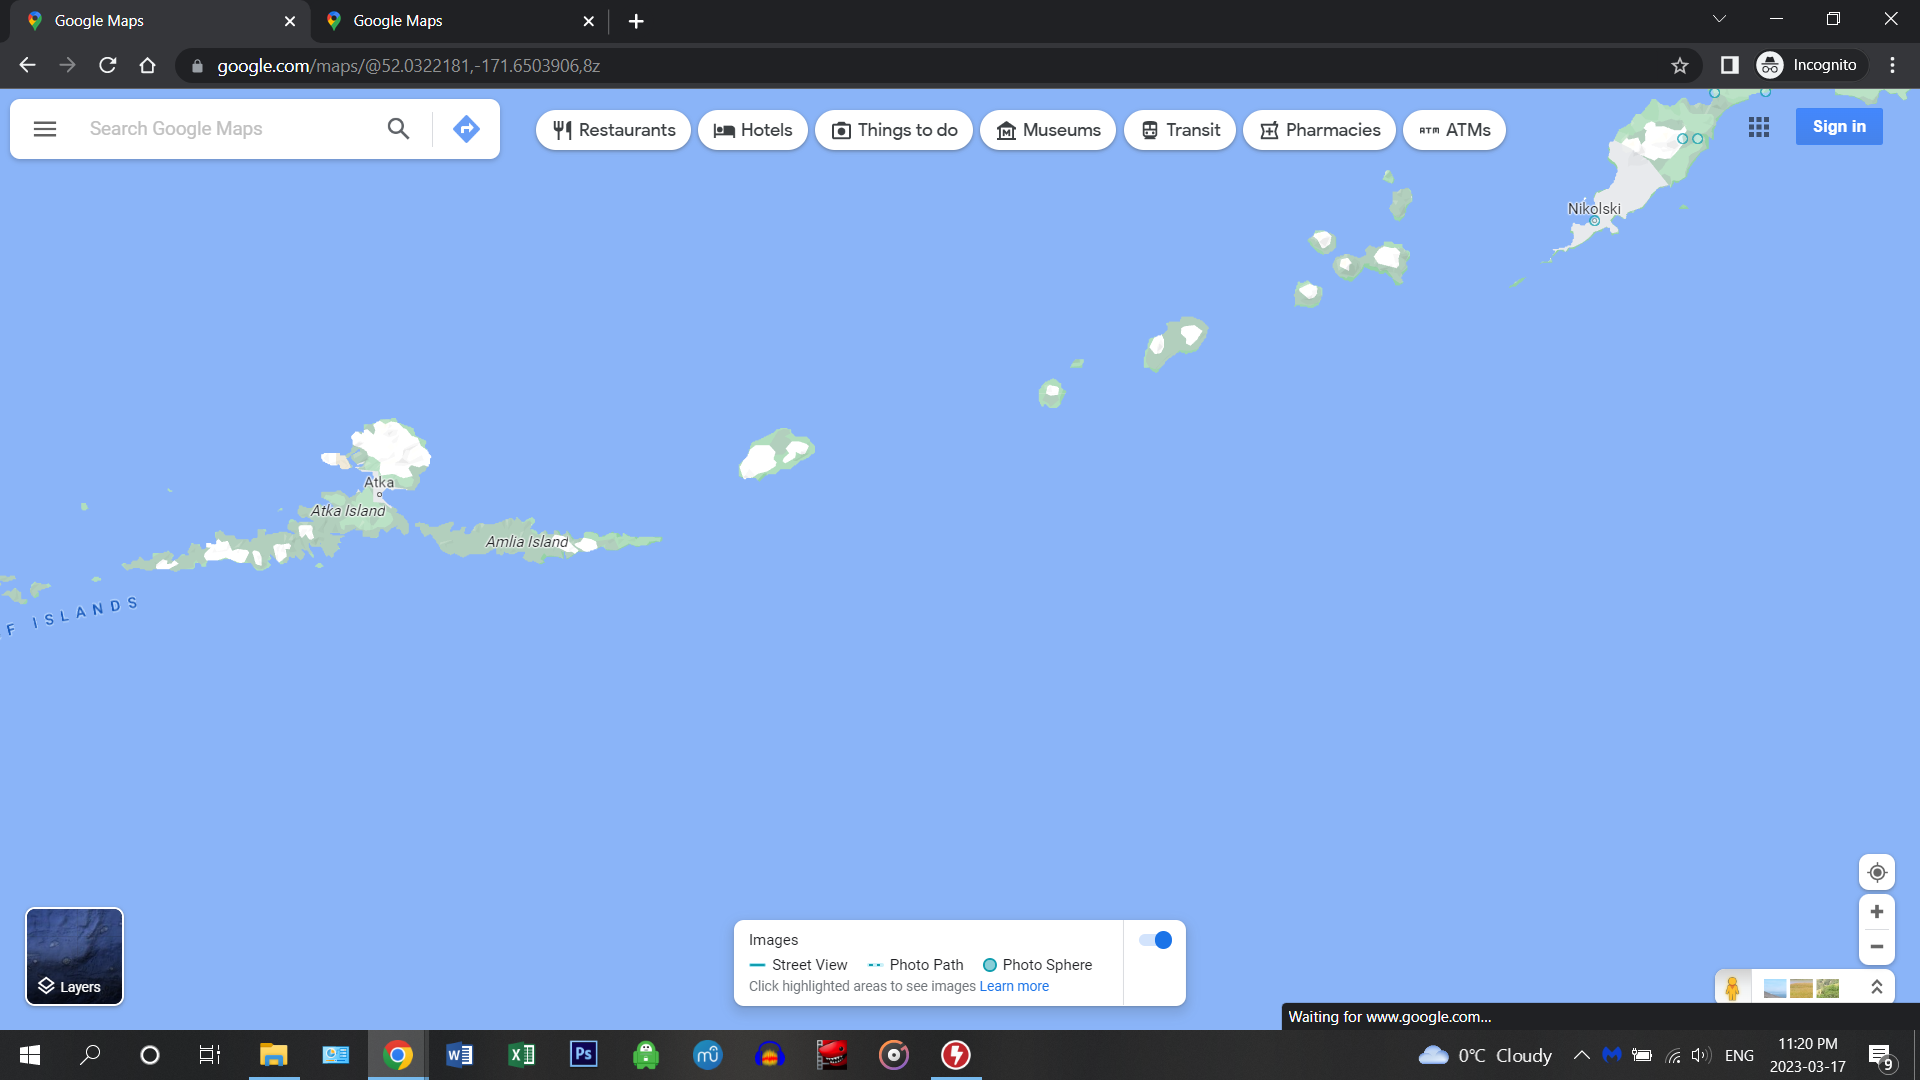 Google Maps
Google Maps
google.com/maps/@52.0322181,-171.6503906,8z
Incognito
Search Google Maps
Restaurants
Hotels
Things to do
Museums
Transit
Pharmacies
ATM ATMs
Sign in
Nikolski
Atka
Atka Island
Amlia Island
F ISLANDS
Layers
Images
Street View Photo Path Photo Sphere
Click highlighted areas to see images Learn more
Waiting for www.google.com...
W X Ps mu
0°C Cloudy
ENG
11:20 PM
2023-03-17
9